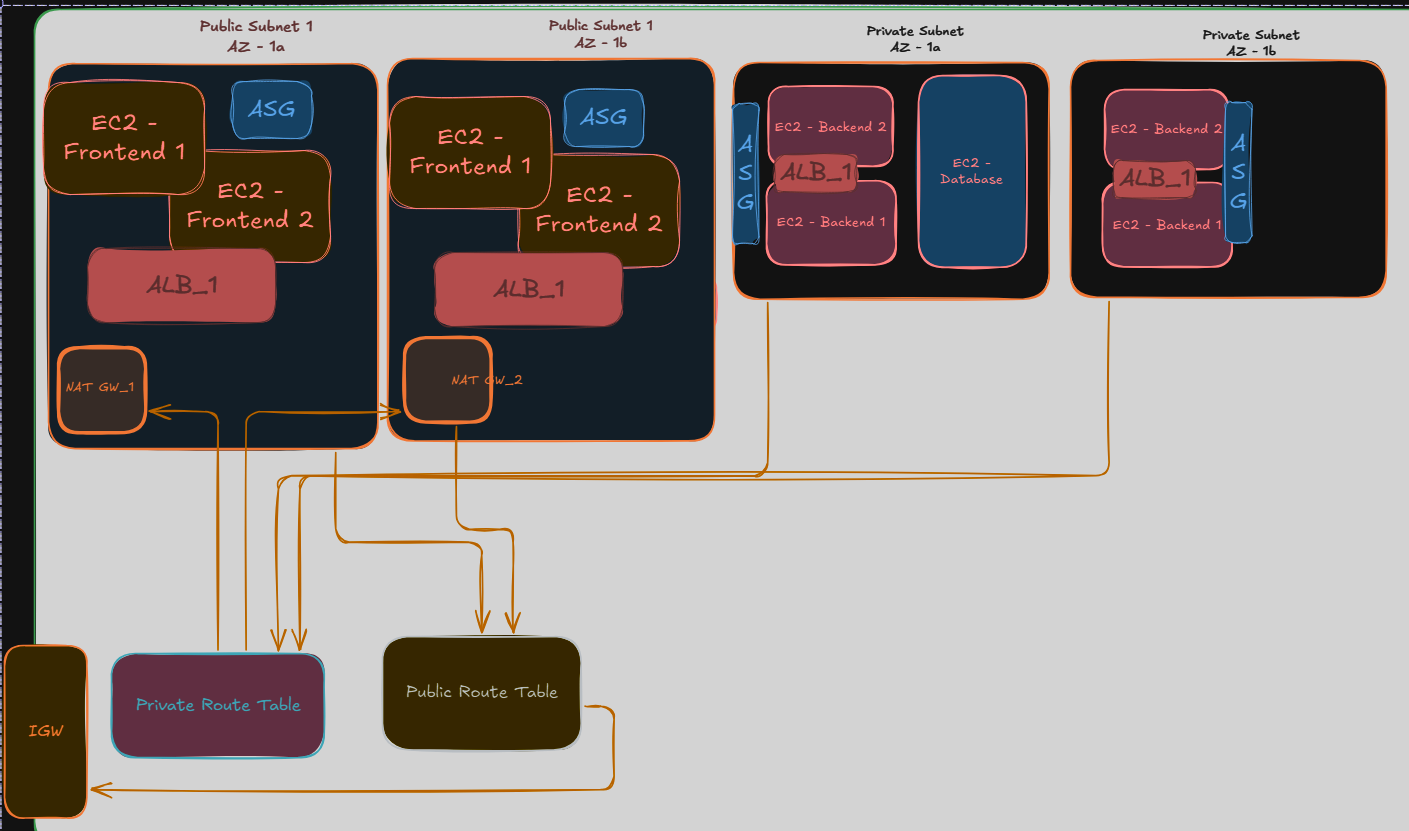 Public Subnet 1
AZ - 1a
Public Subnet 1
AZ - 1b
Private Subnet
AZ - 1a
Private Subnet
AZ - 1b
EC2 -
Frontend 1
ASG
EC2 -
Frontend 2
ALB_1
NAT GW_1
EC2 -
Frontend 1
ASG
EC2 -
Frontend 2
ALB_1
NAT GW_2
A
S
G
EC2 - Backend 2
ALB_1
EC2 - Backend 1
EC2 -
Database
EC2 - Backend 2
ALB_1
EC2 - Backend 1
A
S
G
IGW
Private Route Table
Public Route Table